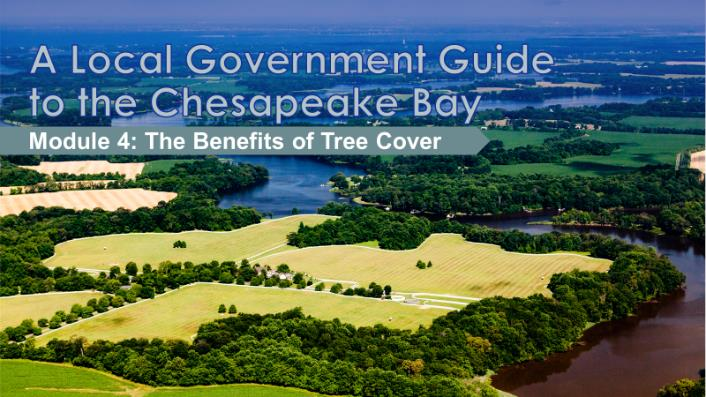 A Local Government Guide
to the Chesapeake Bay
Module 4: The Benefits of Tree Cover